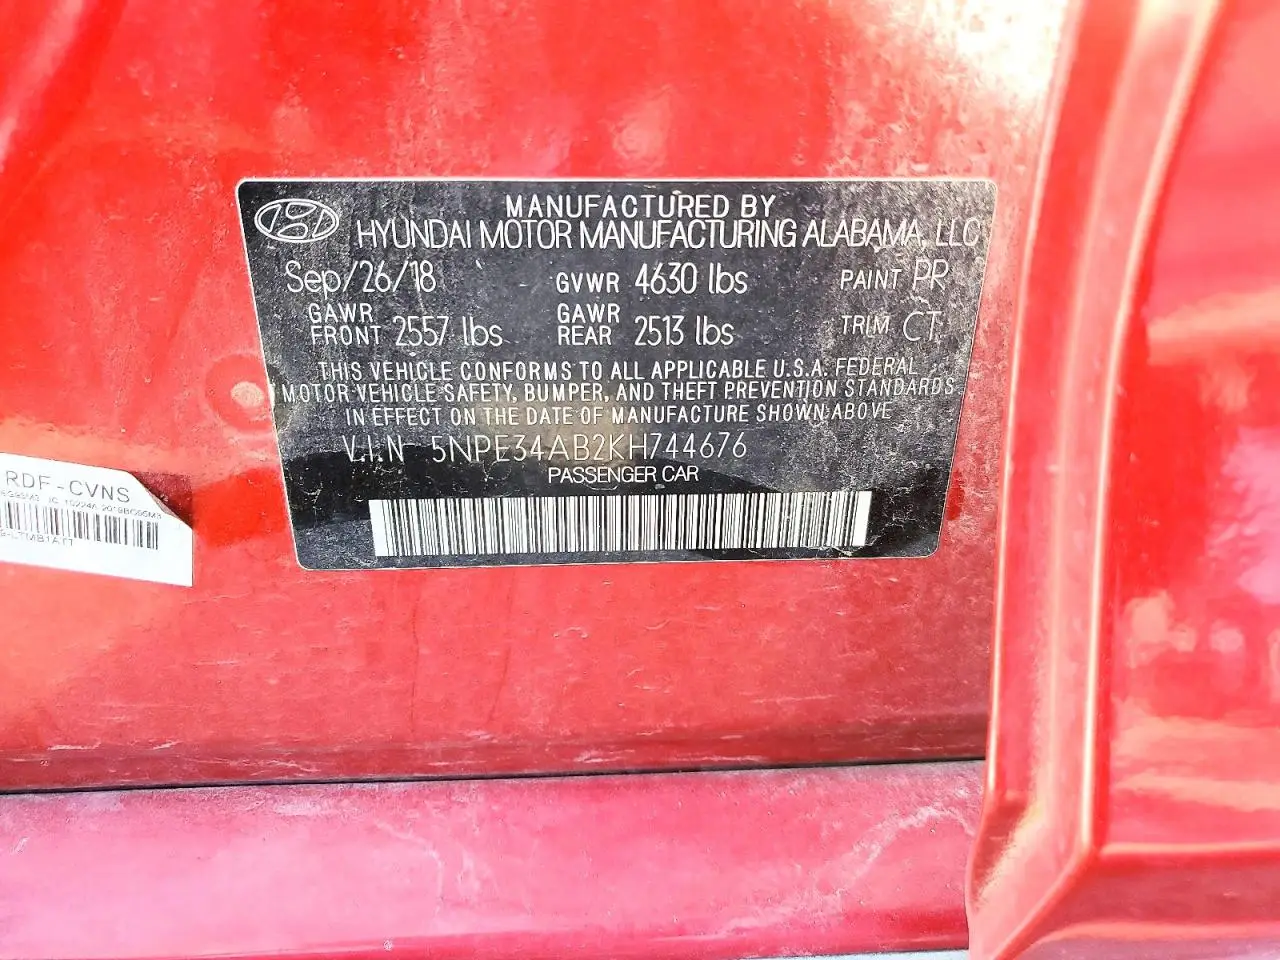 MANUFACTURED BY
HYUNDAI MOTOR MANUFACTURING ALABAMA, LLC
Sep/26/18 GVWR 4630 lbs PAINT PR
GAWR FRONT 2557 lbs GAWR REAR 2513 lbs TRIM CT
THIS VEHICLE CONFORMS TO ALL APPLICABLE U.S.A. FEDERAL
MOTOR VEHICLE SAFETY, BUMPER, AND THEFT PREVENTION STANDARDS
IN EFFECT ON THE DATE OF MANUFACTURE SHOWN ABOVE
V.I.N 5NPE34AB2KH744676
PASSENGER CAR
RDF-CVNS